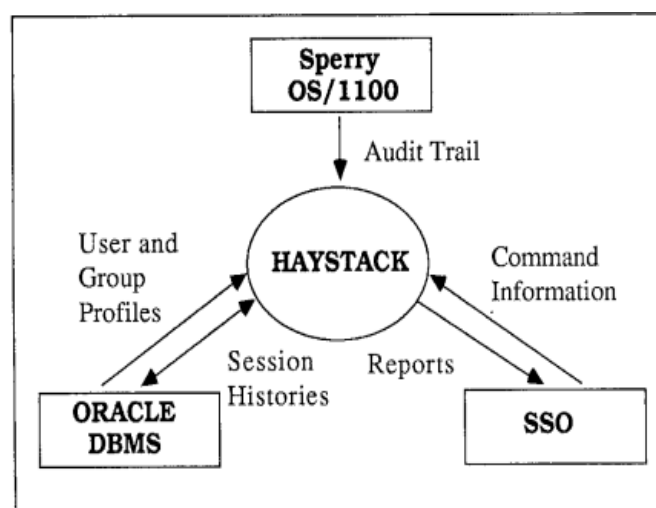 Sperry
OS/1100
Audit Trail
User and
Group
Profiles
HAYSTACK
Command
Information
Session
Histories
Reports
ORACLE
DBMS
SSO